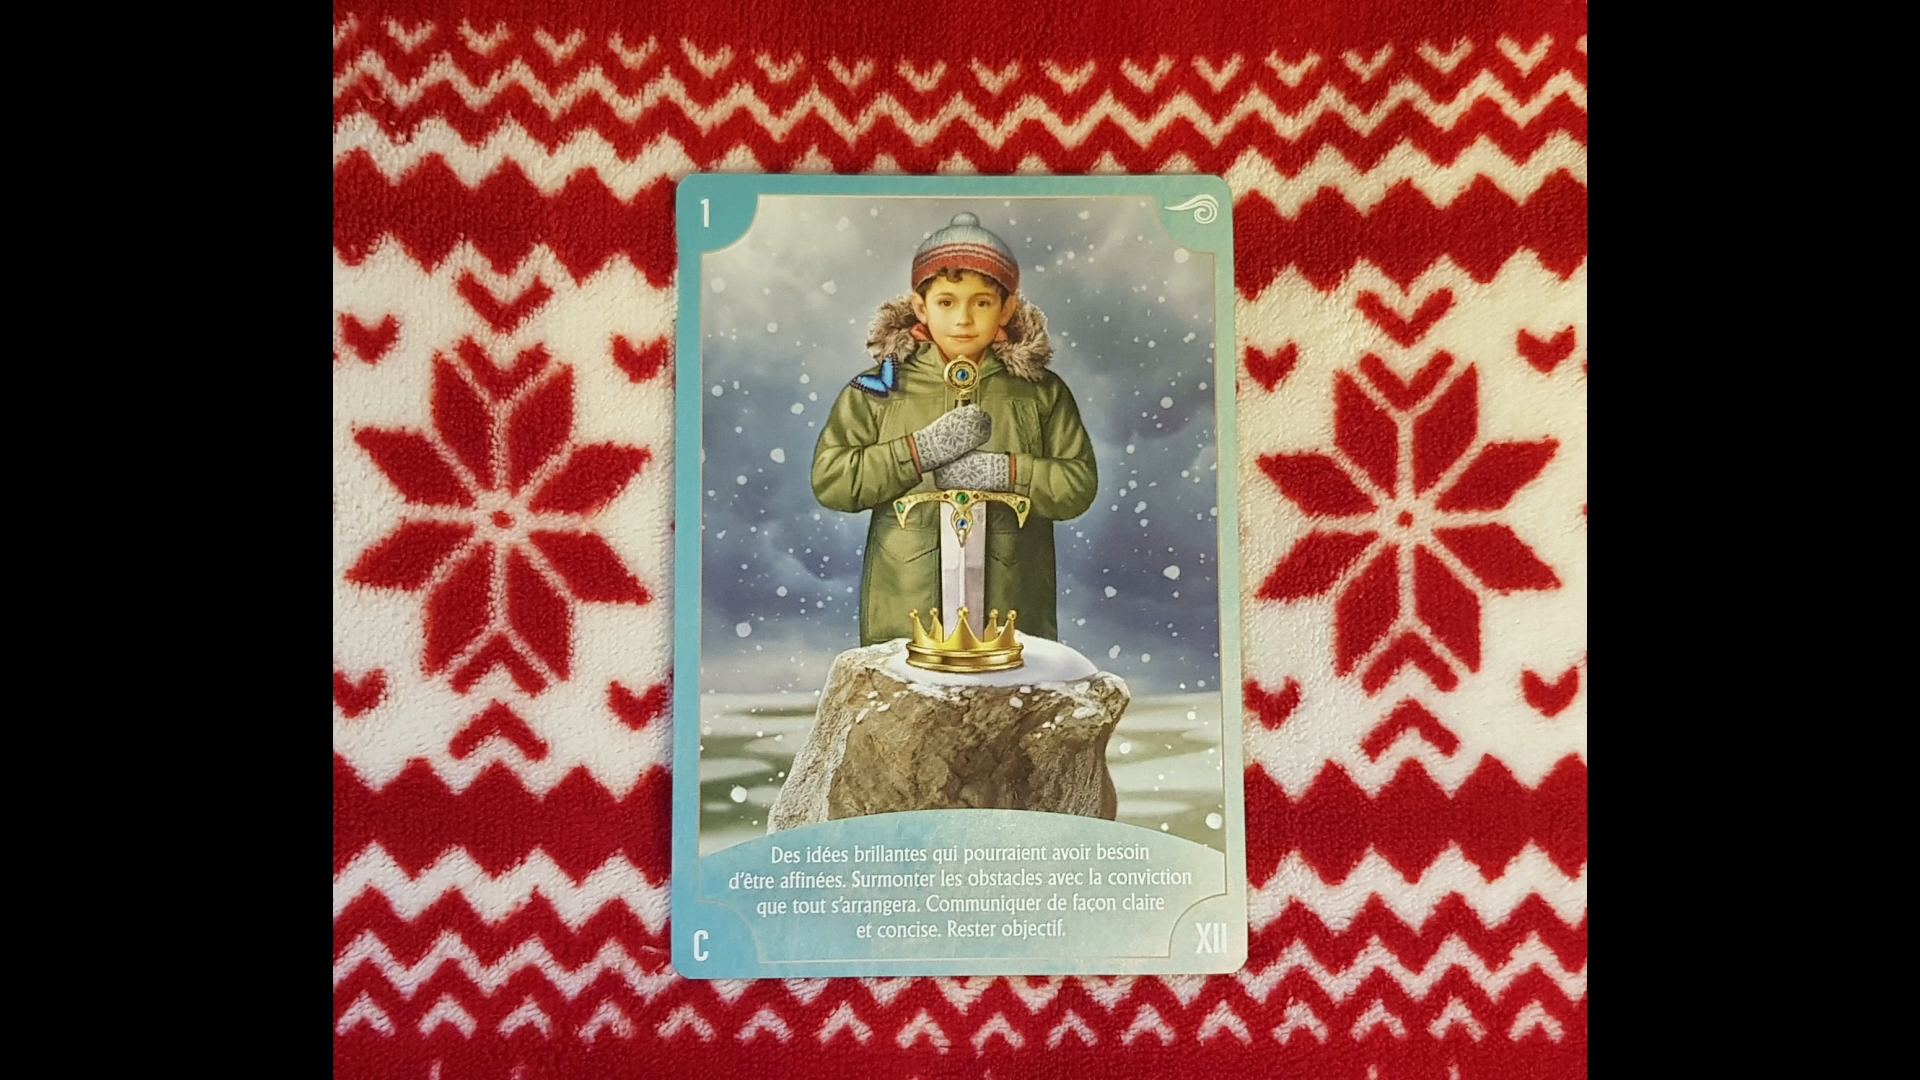 1
Des idées brillantes qui pourraient avoir besoin
d'être affinées. Surmonter les obstacles avec la conviction
que tout s'arrangera. Communiquer de façon claire
et concise. Rester objectif.
C
XII